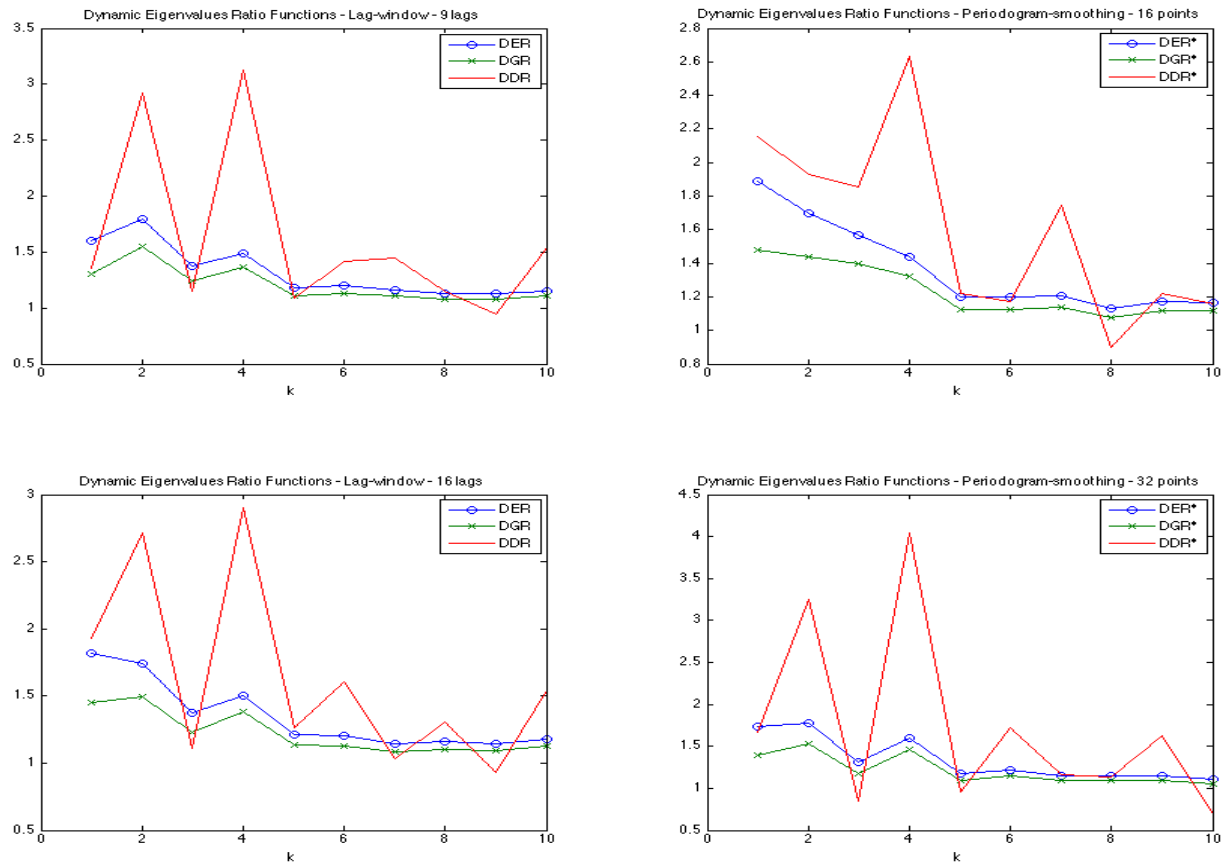 Dynamic Eigenvalues Ratio Functions - Lag-window - 9 lags
3.5
3
2.5
2
1.5
1
0.5
0
2
4
6
8
10
k
DER
DGR
DDR
Dynamic Eigenvalues Ratio Functions - Periodogram-smoothing - 16 points
2.8
2.6
2.4
2.2
2
1.8
1.6
1.4
1.2
1
0.8
0
2
4
6
8
10
k
DER*
DGR*
DDR*
Dynamic Eigenvalues Ratio Functions - Lag-window - 16 lags
3
2.5
2
1.5
1
0.5
0
2
4
6
8
10
k
DER
DGR
DDR
Dynamic Eigenvalues Ratio Functions - Periodogram-smoothing - 32 points
4.5
4
3.5
3
2.5
2
1.5
1
0.5
0
2
4
6
8
10
k
DER*
DGR*
DDR*